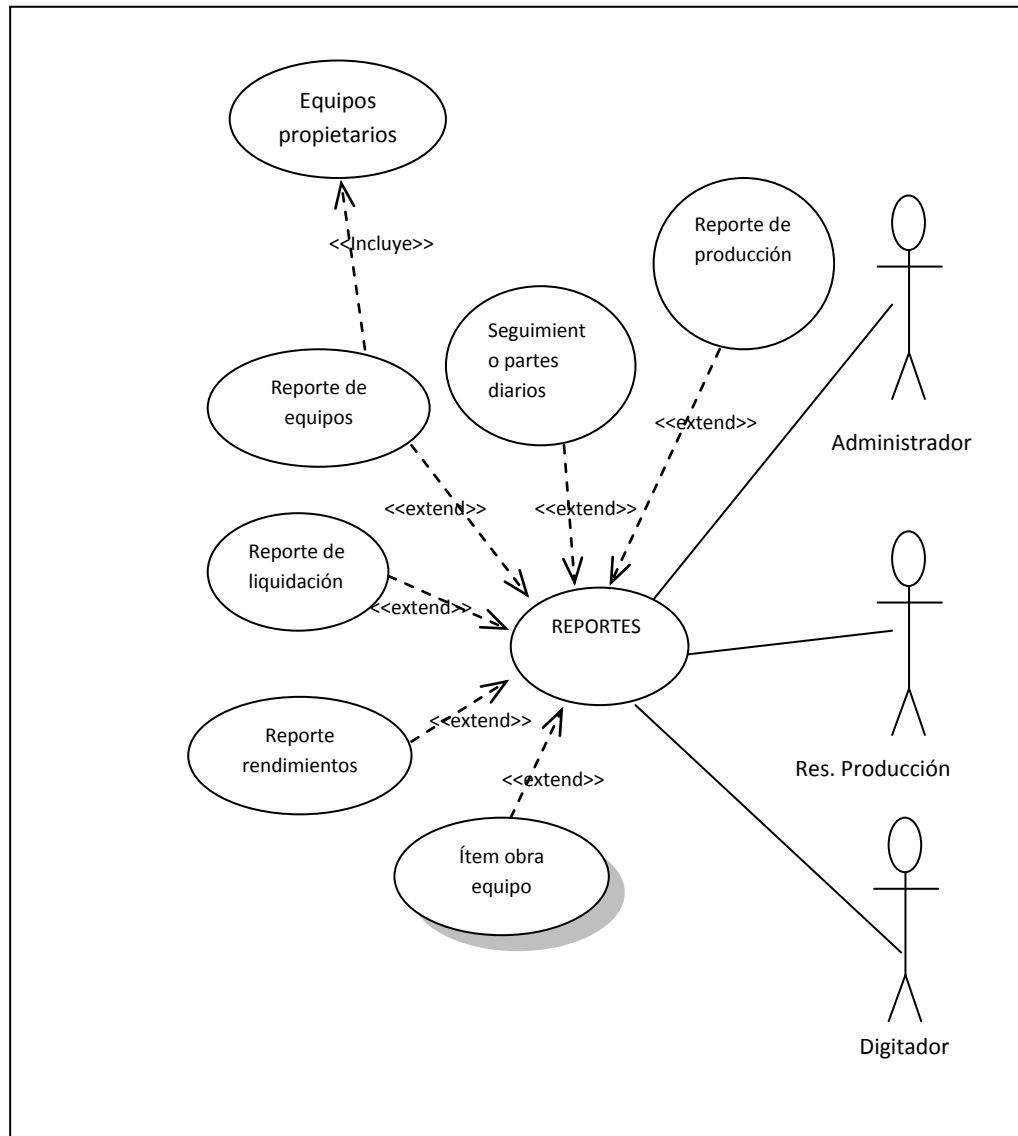 Equipos
propietarios
<<Incluye>>
Reporte de
producción
Seguimient
o partes
diarios
Reporte de
equipos
<<extend>>
Administrador
<<extend>>
<<extend>>
Reporte de
liquidación
<<extend>>
REPORTES
<<extend>>
Reporte
rendimientos
Res. Producción
<<extend>>
Ítem obra
equipo
Digitador